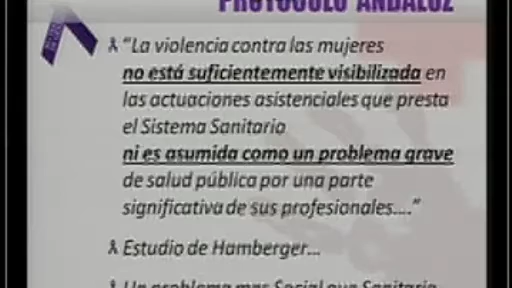 PROTOCOLO ANDALUZ
“La violencia contra las mujeres
no está suficientemente visibilizada en
las actuaciones asistenciales que presta
el Sistema Sanitario
ni es asumida como un problema grave
de salud pública por una parte
significativa de sus profesionales....”
Estudio de Hamberger...
Un problema mas Social que Sanitario